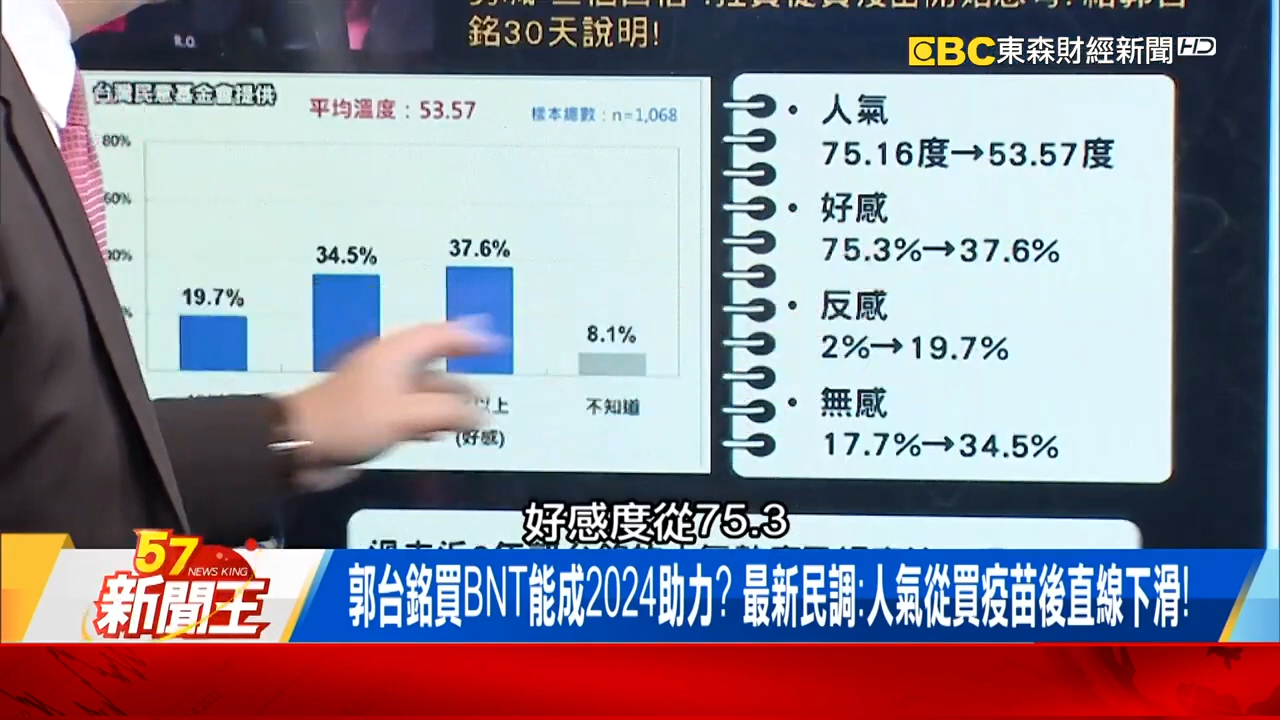 銘30天說明!
EBC東森財經新聞HD
R.O.
台灣民意基金會提供
平均溫度：53.57
樣本總數：n=1,068
80%
60%
19.7%
34.5%
37.6%
8.1%
以上
(好感)
不知道
• 人氣
75.16度→53.57度
• 好感
75.3%→37.6%
• 反感
2%→19.7%
• 無感
17.7%→34.5%
好感度從75.3
57
NEWS KING
新聞王
郭台銘買BNT能成2024助力? 最新民調:人氣從買疫苗後直線下滑!